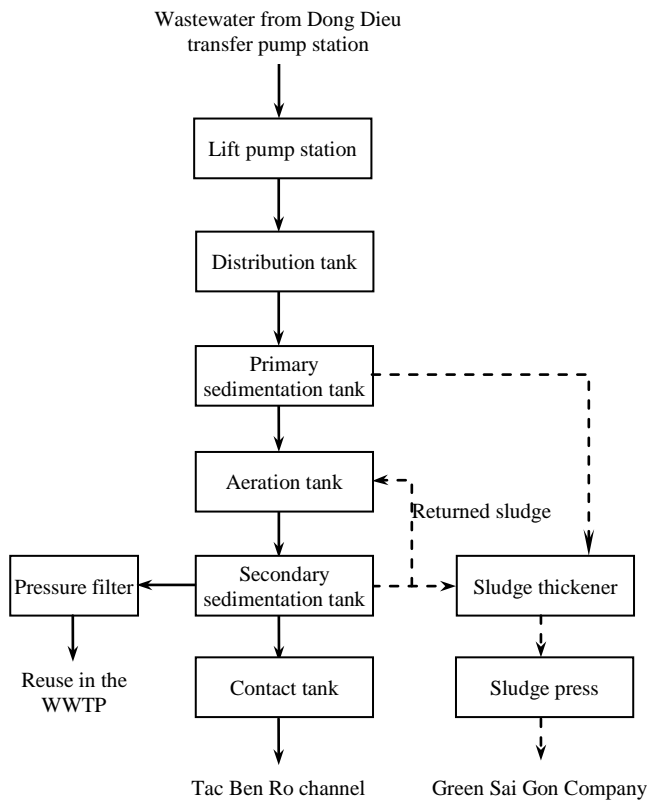 Wastewater from Dong Dieu
transfer pump station
Lift pump station
Distribution tank
Primary
sedimentation tank
Aeration tank
Returned sludge
Pressure filter
Secondary
sedimentation tank
Sludge thickener
Reuse in the
WWTP
Contact tank
Sludge press
Tac Ben Ro channel
Green Sai Gon Company